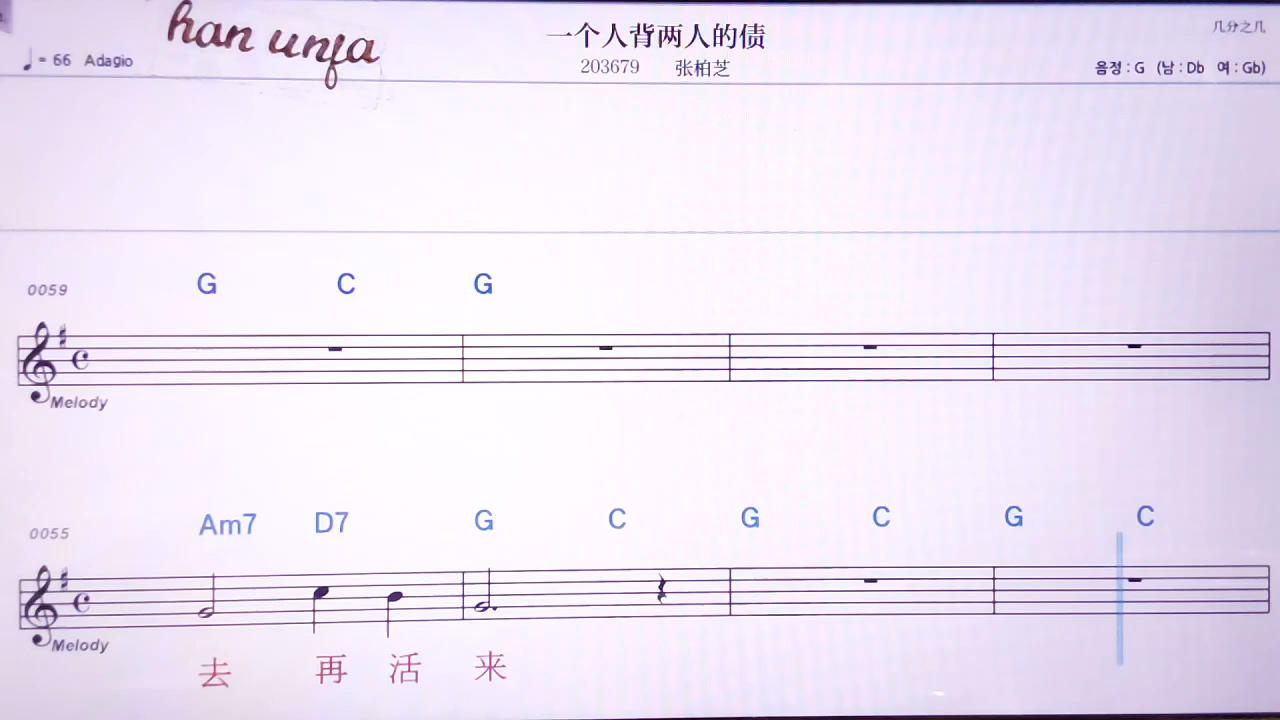 han unfa
一个人背两人的债
几分之几
♩ = 66 Adagio
203679 张柏芝
음정 : G (남 : Db 여 : Gb)
0059 G C G
Melody
0055 Am7 D7 G C G C G C
Melody
去 再 活 来